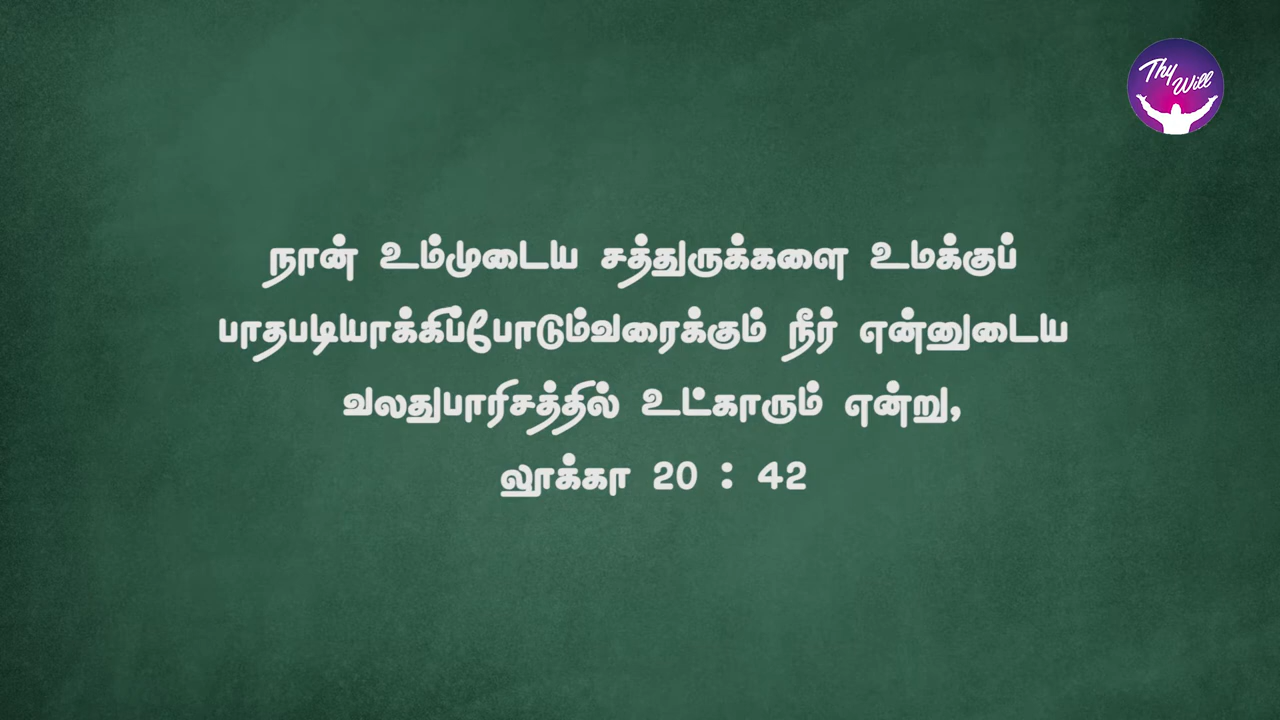 Thy Will
நான் உம்முடைய சத்துருக்களை உமக்குப்
பாதபடியாக்கிப்போடும்வரைக்கும் நீர் என்னுடைய
வலதுபாரிசத்தில் உட்காரும் என்று,
லூக்கா 20 : 42